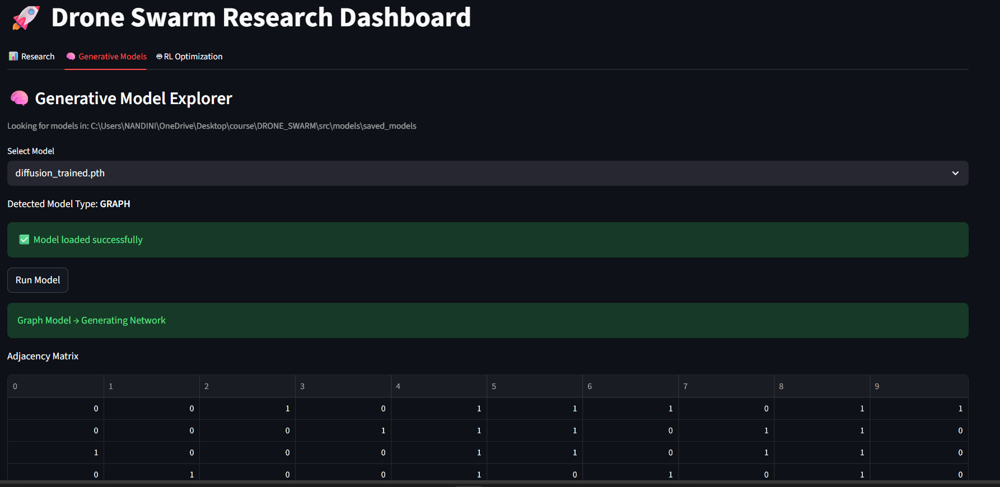 🚀 Drone Swarm Research Dashboard
📊 Research 🧠 Generative Models RL Optimization
🧠 Generative Model Explorer
Looking for models in: C:\Users\NANDINI\OneDrive\Desktop\course\DRONE_SWARM\src\models\saved_models
Select Model
diffusion_trained.pth
Detected Model Type: GRAPH
✅ Model loaded successfully
Run Model
Graph Model → Generating Network
Adjacency Matrix
0 1 2 3 4 5 6 7 8 9
0 0 1 0 1 1 1 0 1 1
0 0 0 1 1 1 0 1 1 0
1 0 0 0 1 1 0 1 1 0
0 1 0 0 1 0 1 0 1 0